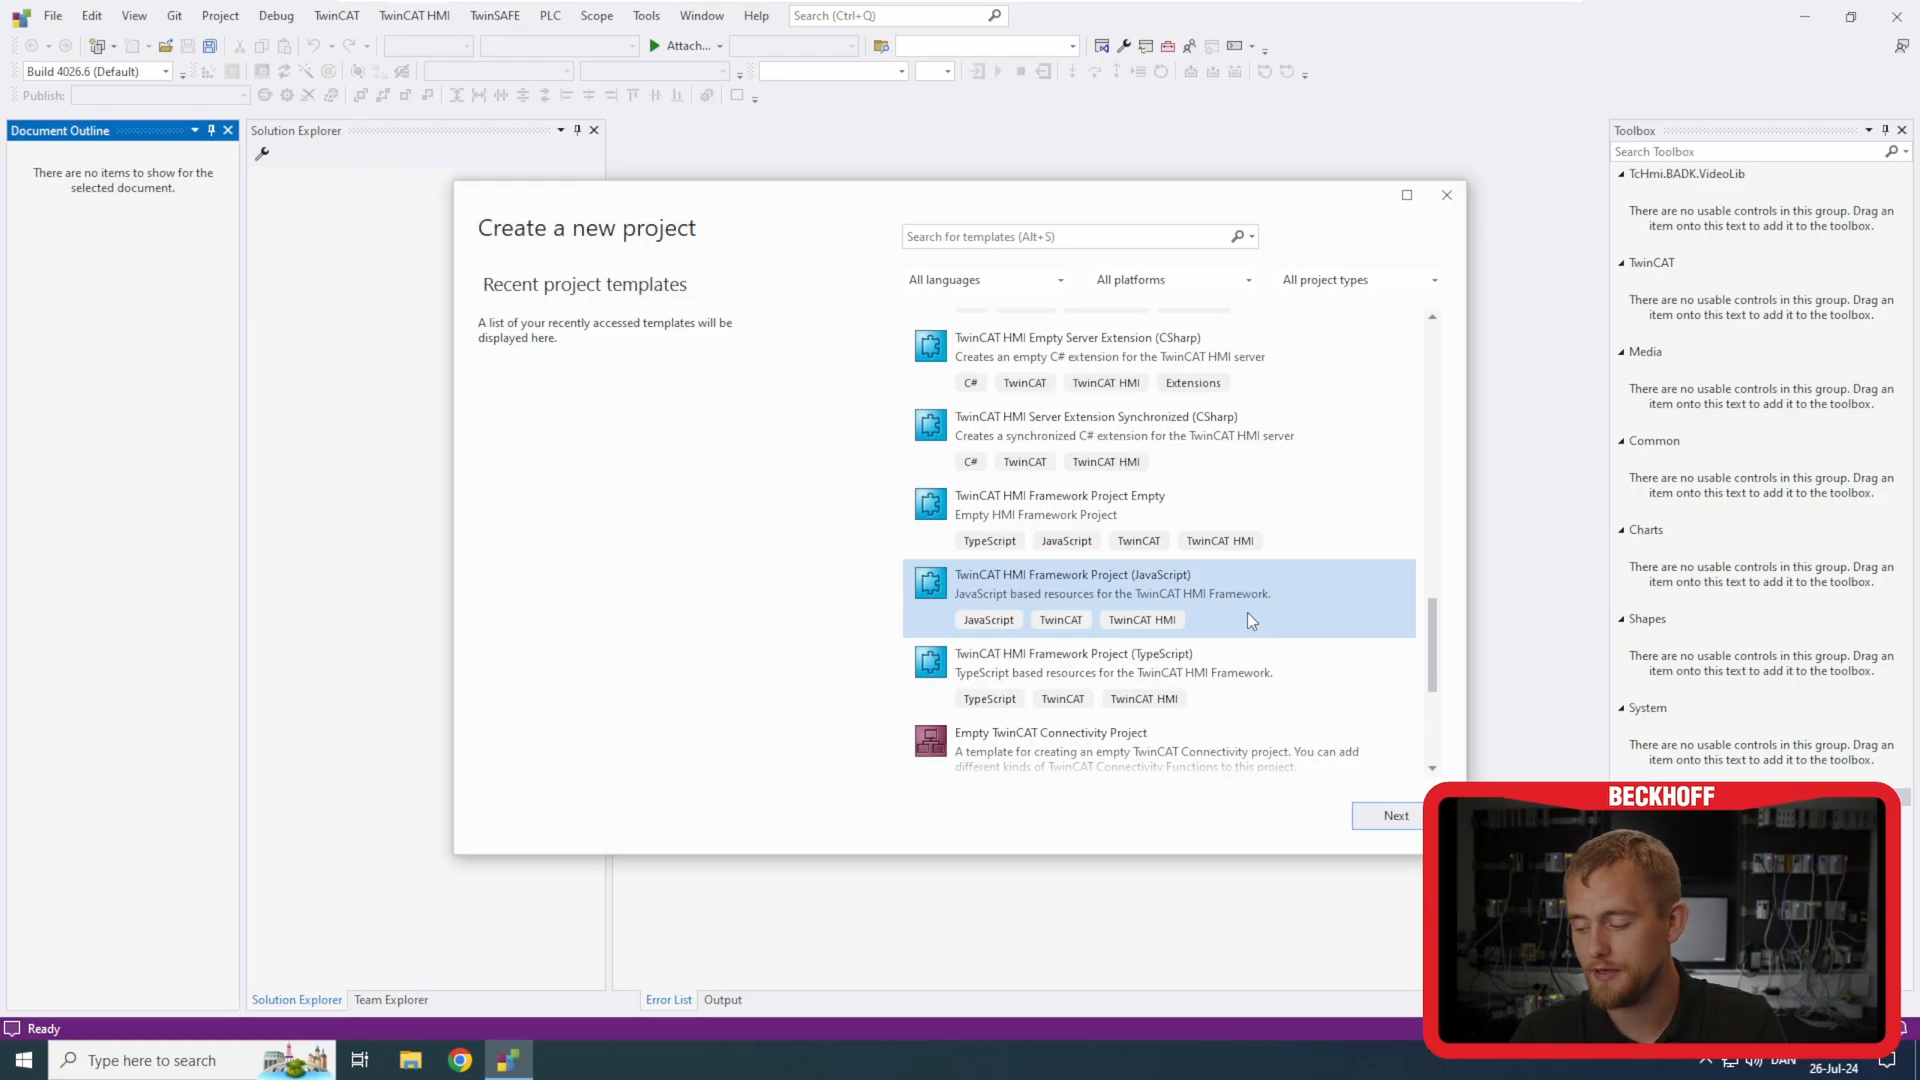 File Edit View Git Project Debug TwinCAT TwinCAT HMI TwinSAFE PLC Scope Tools Window Help Search (Ctrl+Q)
Attach...
Build 4026.6 (Default)
Publish:
Document Outline
There are no items to show for the
selected document.
Solution Explorer
Create a new project
Recent project templates
A list of your recently accessed templates will be
displayed here.
Search for templates (Alt+S)
All languages All platforms All project types
TwinCAT HMI Empty Server Extension (CSharp)
Creates an empty C# extension for the TwinCAT HMI server
C# TwinCAT TwinCAT HMI Extensions
TwinCAT HMI Server Extension Synchronized (CSharp)
Creates a synchronized C# extension for the TwinCAT HMI server
C# TwinCAT TwinCAT HMI
TwinCAT HMI Framework Project Empty
Empty HMI Framework Project
TypeScript JavaScript TwinCAT TwinCAT HMI
TwinCAT HMI Framework Project (JavaScript)
JavaScript based resources for the TwinCAT HMI Framework.
JavaScript TwinCAT TwinCAT HMI
TwinCAT HMI Framework Project (TypeScript)
TypeScript based resources for the TwinCAT HMI Framework.
TypeScript TwinCAT TwinCAT HMI
Empty TwinCAT Connectivity Project
A template for creating an empty TwinCAT Connectivity project. You can add
different kinds of TwinCAT Connectivity Functions to this project.
Next
Toolbox
Search Toolbox
TcHmi.BADK.VideoLib
There are no usable controls in this group. Drag an
item onto this text to add it to the toolbox.
TwinCAT
There are no usable controls in this group. Drag an
item onto this text to add it to the toolbox.
Media
There are no usable controls in this group. Drag an
item onto this text to add it to the toolbox.
Common
There are no usable controls in this group. Drag an
item onto this text to add it to the toolbox.
Charts
There are no usable controls in this group. Drag an
item onto this text to add it to the toolbox.
Shapes
There are no usable controls in this group. Drag an
item onto this text to add it to the toolbox.
System
There are no usable controls in this group. Drag an
item onto this text to add it to the toolbox.
BECKHOFF
Solution Explorer Team Explorer
Error List Output
Ready
Type here to search
DAN
26-Jul-24